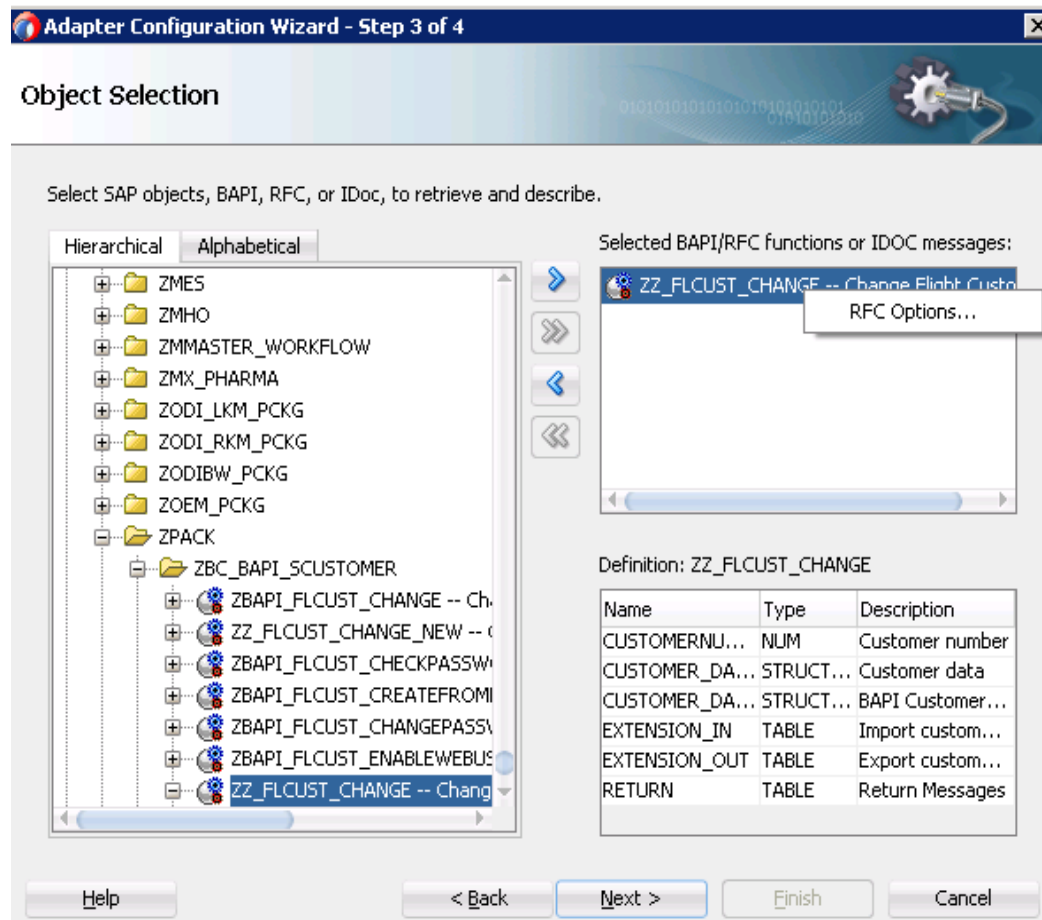 Adapter Configuration Wizard - Step 3 of 4
Object Selection
Select SAP objects, BAPI, RFC, or IDoc, to retrieve and describe.
Hierarchical Alphabetical
ZMES
ZMHO
ZMMASTER_WORKFLOW
ZMX_PHARMA
ZODI_LKM_PCKG
ZODI_RKM_PCKG
ZODIBW_PCKG
ZOEM_PCKG
ZPACK
ZBC_BAPI_SCUSTOMER
ZBAPI_FLCUST_CHANGE -- Ch
ZZ_FLCUST_CHANGE_NEW --
ZBAPI_FLCUST_CHECKPASSW
ZBAPI_FLCUST_CREATEFROM
ZBAPI_FLCUST_CHANGEPASS
ZBAPI_FLCUST_ENABLEWEBUS
ZZ_FLCUST_CHANGE -- Chang
Selected BAPI/RFC functions or IDOC messages:
ZZ_FLCUST_CHANGE -- Change Flight Custo
RFC Options...
Definition: ZZ_FLCUST_CHANGE
Name Type Description
CUSTOMERNU... NUM Customer number
CUSTOMER_DA... STRUCT... Customer data
CUSTOMER_DA... STRUCT... BAPI Customer...
EXTENSION_IN TABLE Import custom...
EXTENSION_OUT TABLE Export custom...
RETURN TABLE Return Messages
Help < Back Next > Finish Cancel